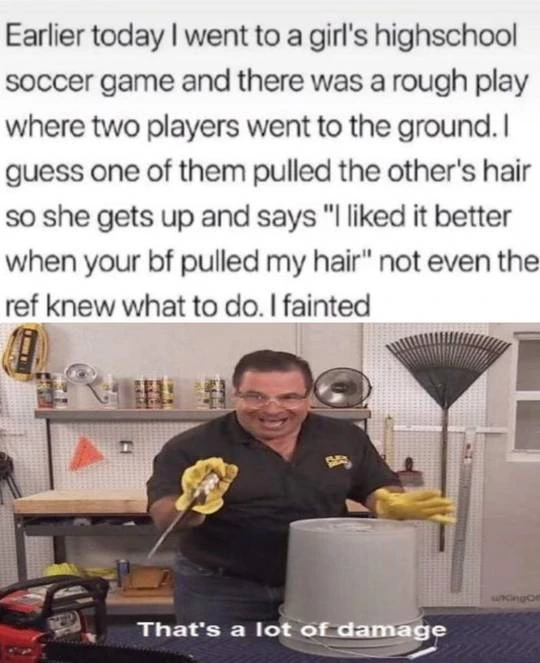 Earlier today I went to a girl's highschool
soccer game and there was a rough play
where two players went to the ground. I
guess one of them pulled the other's hair
so she gets up and says "I liked it better
when your bf pulled my hair" not even the
ref knew what to do. I fainted
That's a lot of damage